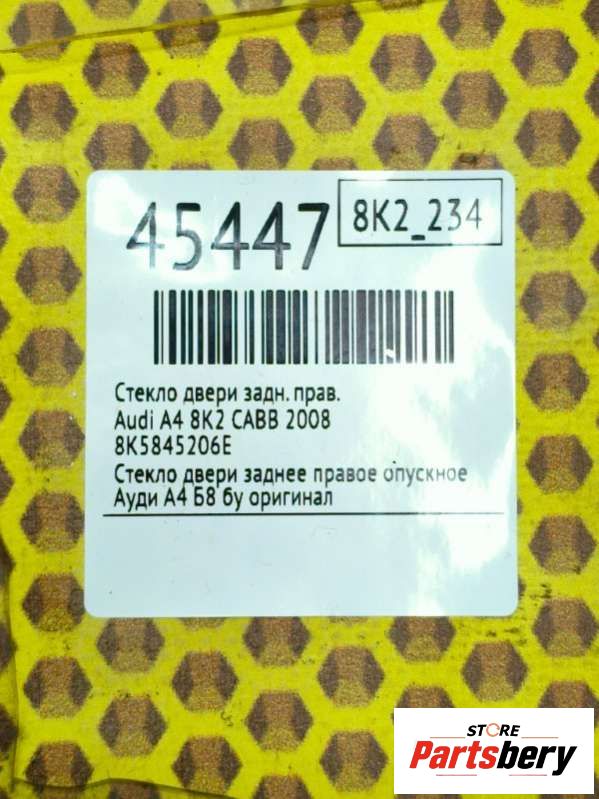 45447
8K2_234
Стекло двери задн. прав.
Audi A4 8K2 CABB 2008
8K5845206E
Стекло двери заднее правое опускное
Ауди А4 Б8 бу оригинал
STORE
Partsbery